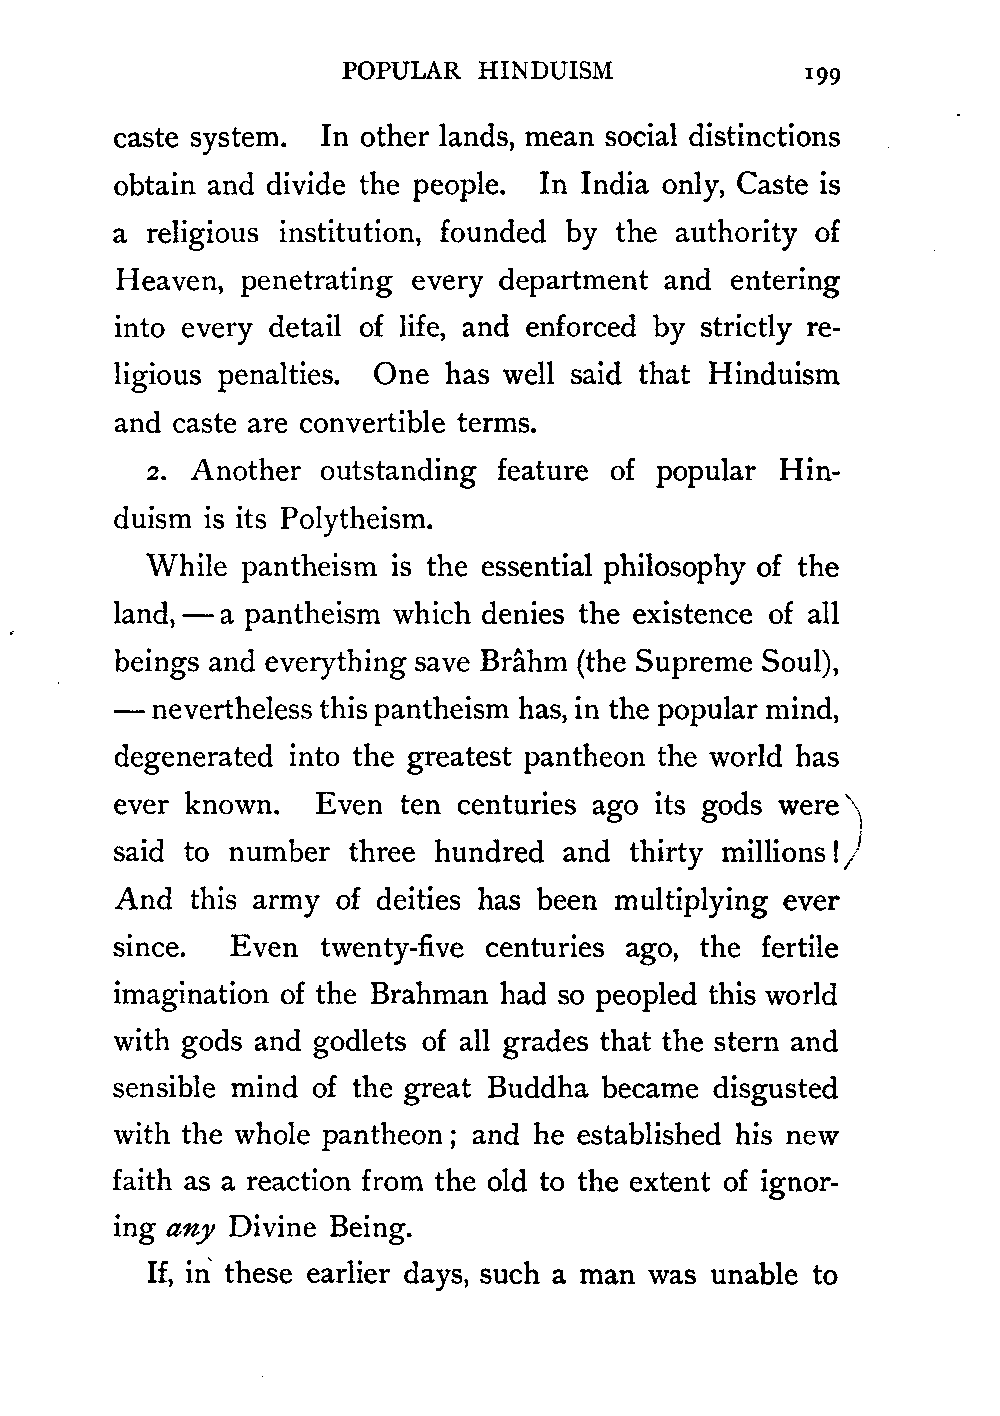 POPULAR HINDUISM 199
caste system. In other lands, mean social distinctions
obtain and divide the people. In India only, Caste is
a religious institution, founded by the authority of
Heaven, penetrating every department and entering
into every detail of life, and enforced by strictly re-
ligious penalties. One has well said that Hinduism
and caste are convertible terms.
2. Another outstanding feature of popular Hin-
duism is its Polytheism.
While pantheism is the essential philosophy of the
land, — a pantheism which denies the existence of all
beings and everything save Brâhm (the Supreme Soul),
— nevertheless this pantheism has, in the popular mind,
degenerated into the greatest pantheon the world has
ever known. Even ten centuries ago its gods were
said to number three hundred and thirty millions!
And this army of deities has been multiplying ever
since. Even twenty-five centuries ago, the fertile
imagination of the Brahman had so peopled this world
with gods and godlets of all grades that the stern and
sensible mind of the great Buddha became disgusted
with the whole pantheon; and he established his new
faith as a reaction from the old to the extent of ignor-
ing any Divine Being.
If, in these earlier days, such a man was unable to